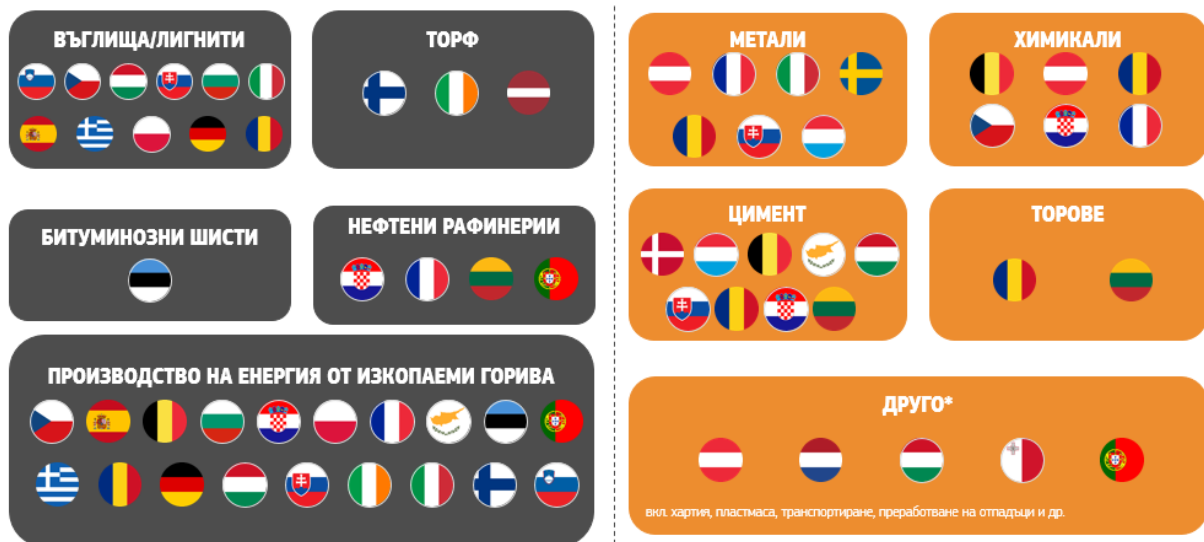 ВЪГЛИЩА/ЛИГНИТИ
ТОРФ
БИТУМИНОЗНИ ШИСТИ
НЕФТЕНИ РАФИНЕРИИ
ПРОИЗВОДСТВО НА ЕНЕРГИЯ ОТ ИЗКОПАЕМИ ГОРИВА
МЕТАЛИ
ХИМИКАЛИ
ЦИМЕНТ
ТОРОВЕ
ДРУГО*
вкл. хартия, пластмаса, транспортиране, преработване на отпадъци и др.